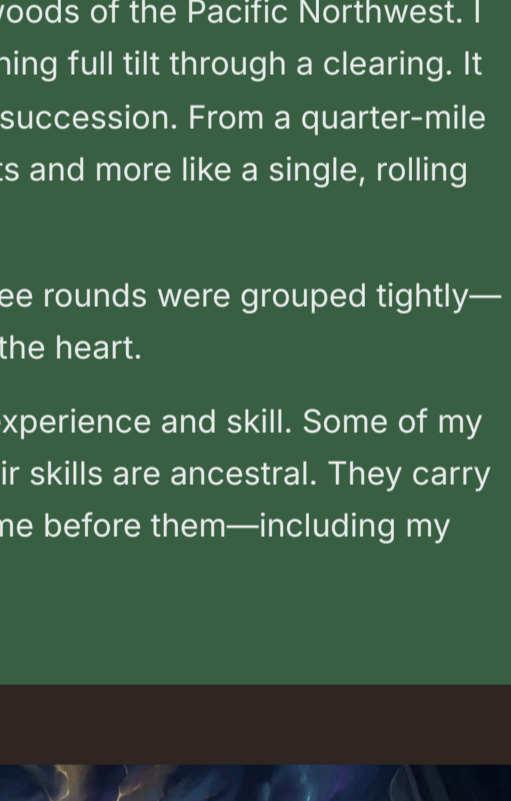 woods of the Pacific Northwest. I
ning full tilt through a clearing. It
succession. From a quarter-mile
ts and more like a single, rolling
ee rounds were grouped tightly—
the heart.
experience and skill. Some of my
ir skills are ancestral. They carry
me before them—including my